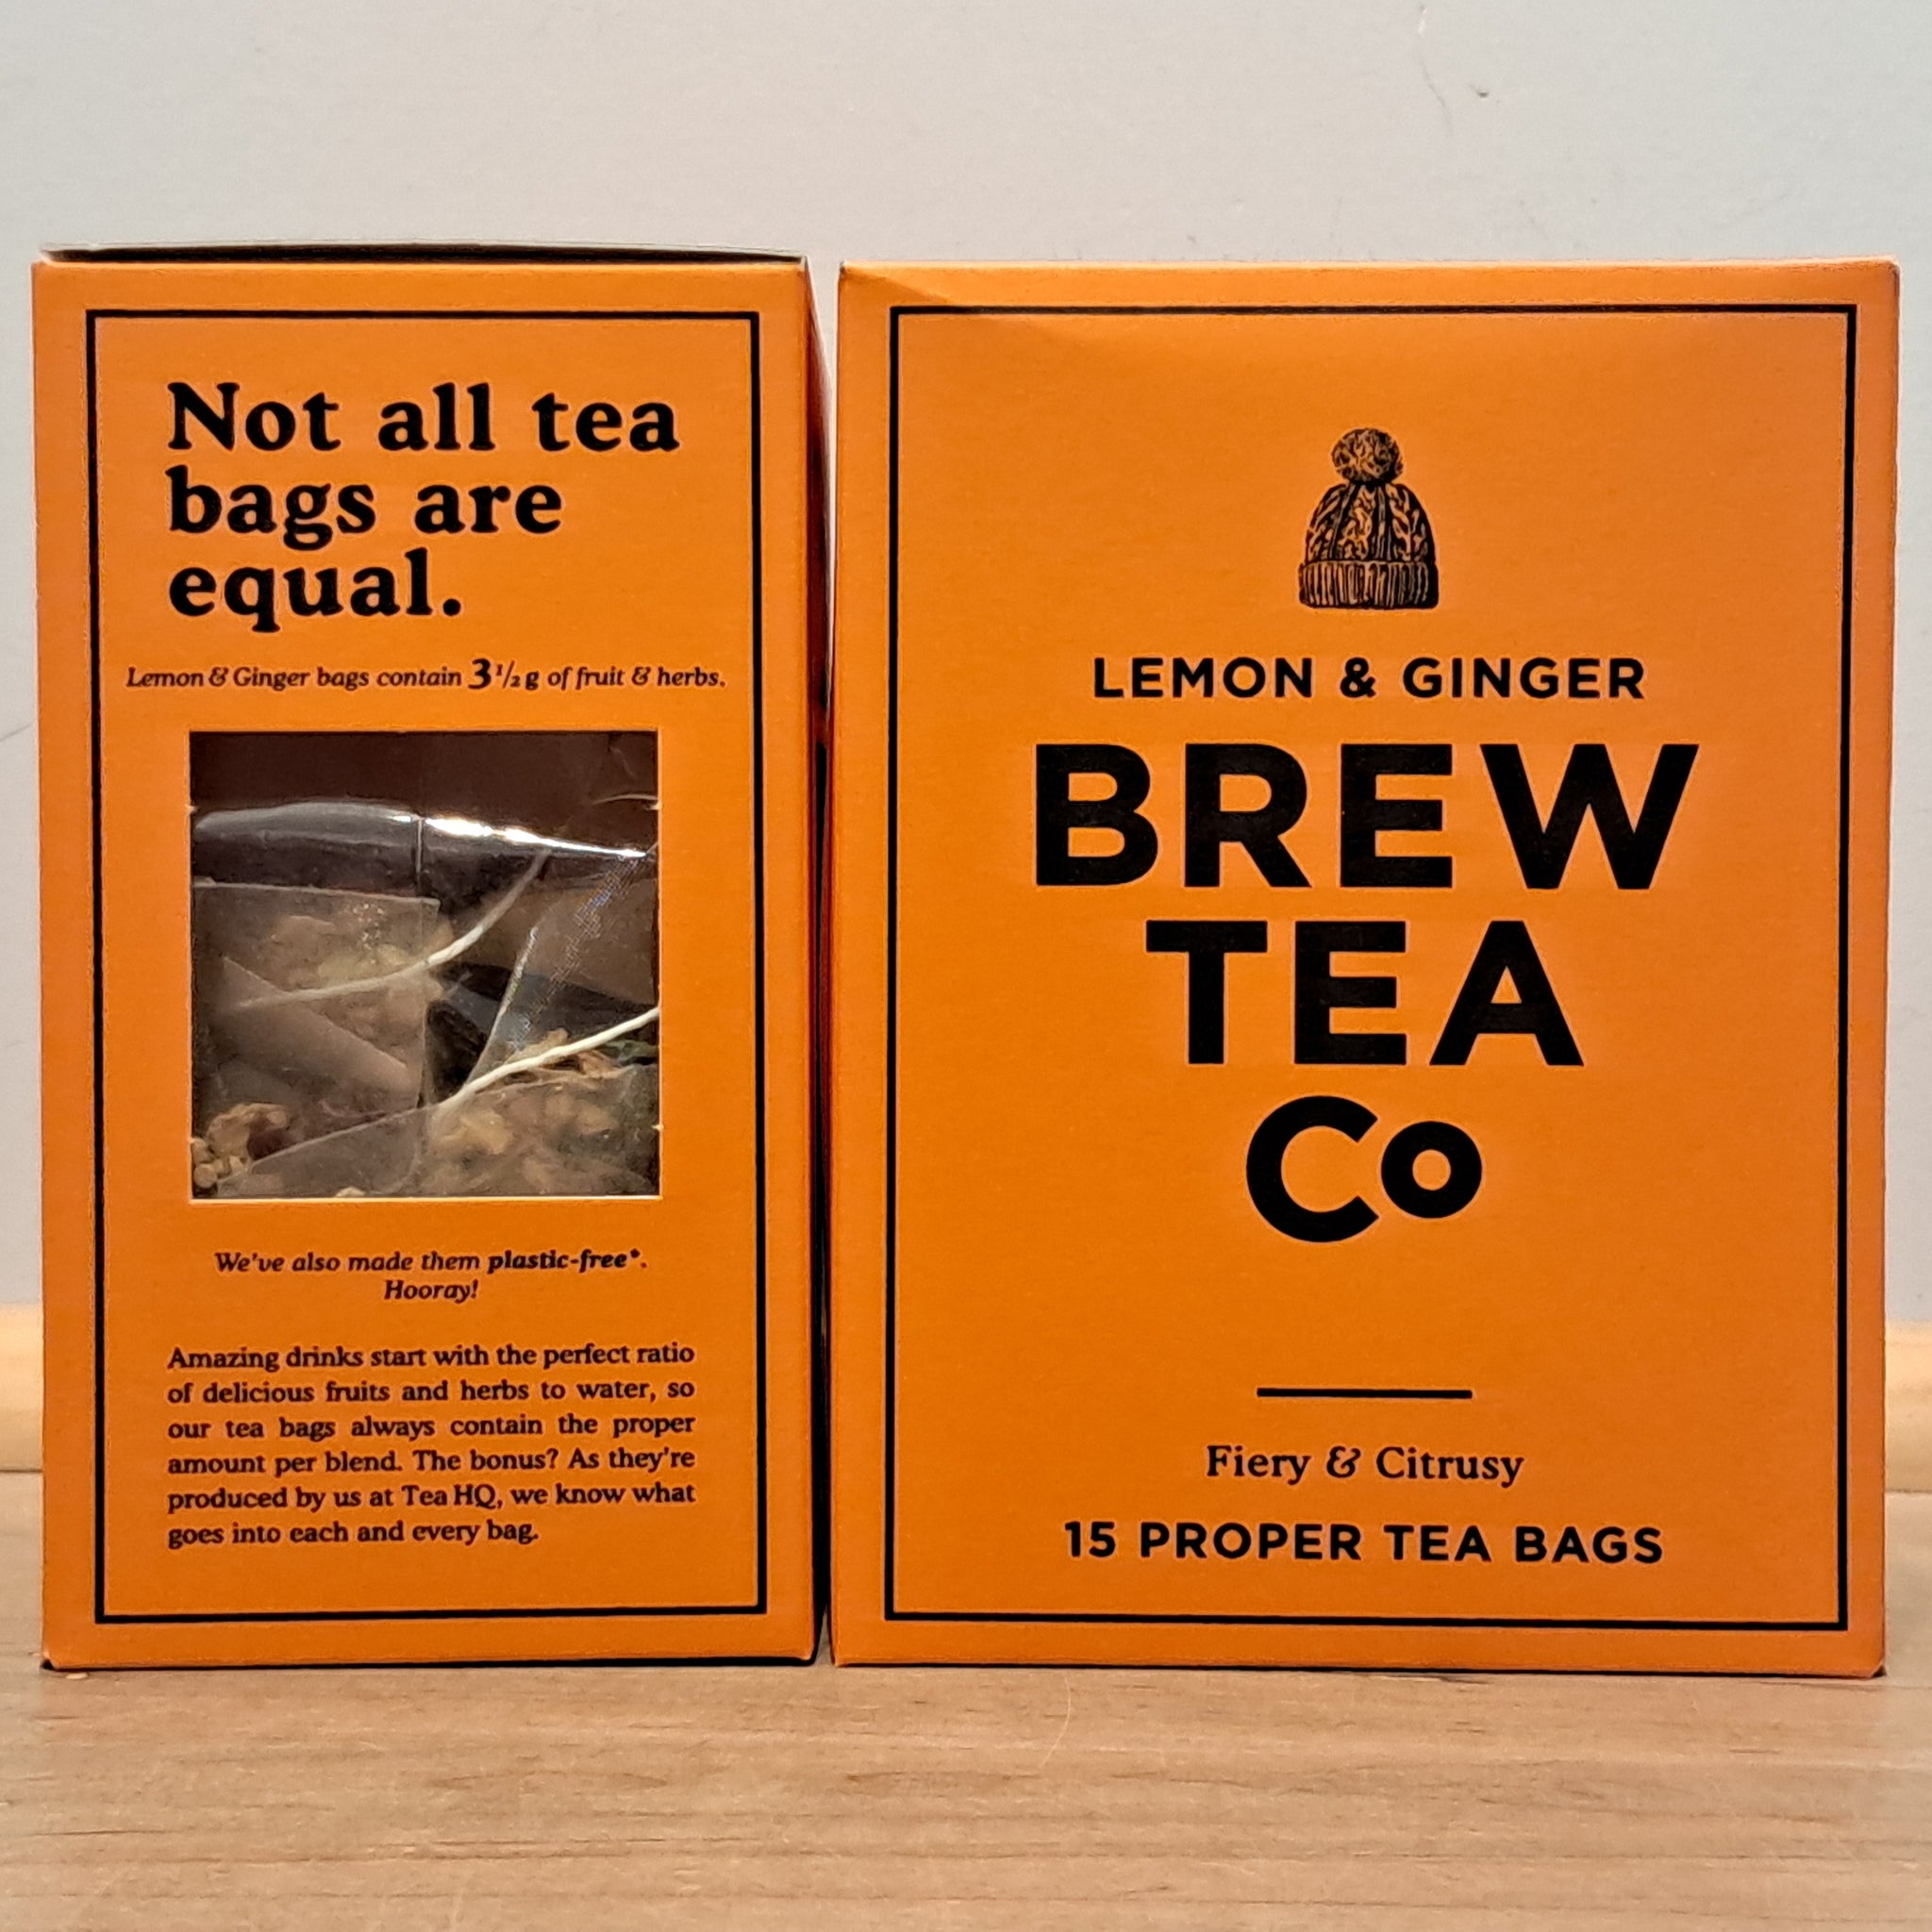 Not all tea
bags are
equal.
Lemon & Ginger bags contain 3 1/2 g of fruit & herbs.
We've also made them plastic-free*.
Hooray!
Amazing drinks start with the perfect ratio
of delicious fruits and herbs to water, so
our tea bags always contain the proper
amount per blend. The bonus? As they're
produced by us at Tea HQ, we know what
goes into each and every bag.
LEMON & GINGER
BREW
TEA
Co
Fiery & Citrusy
15 PROPER TEA BAGS